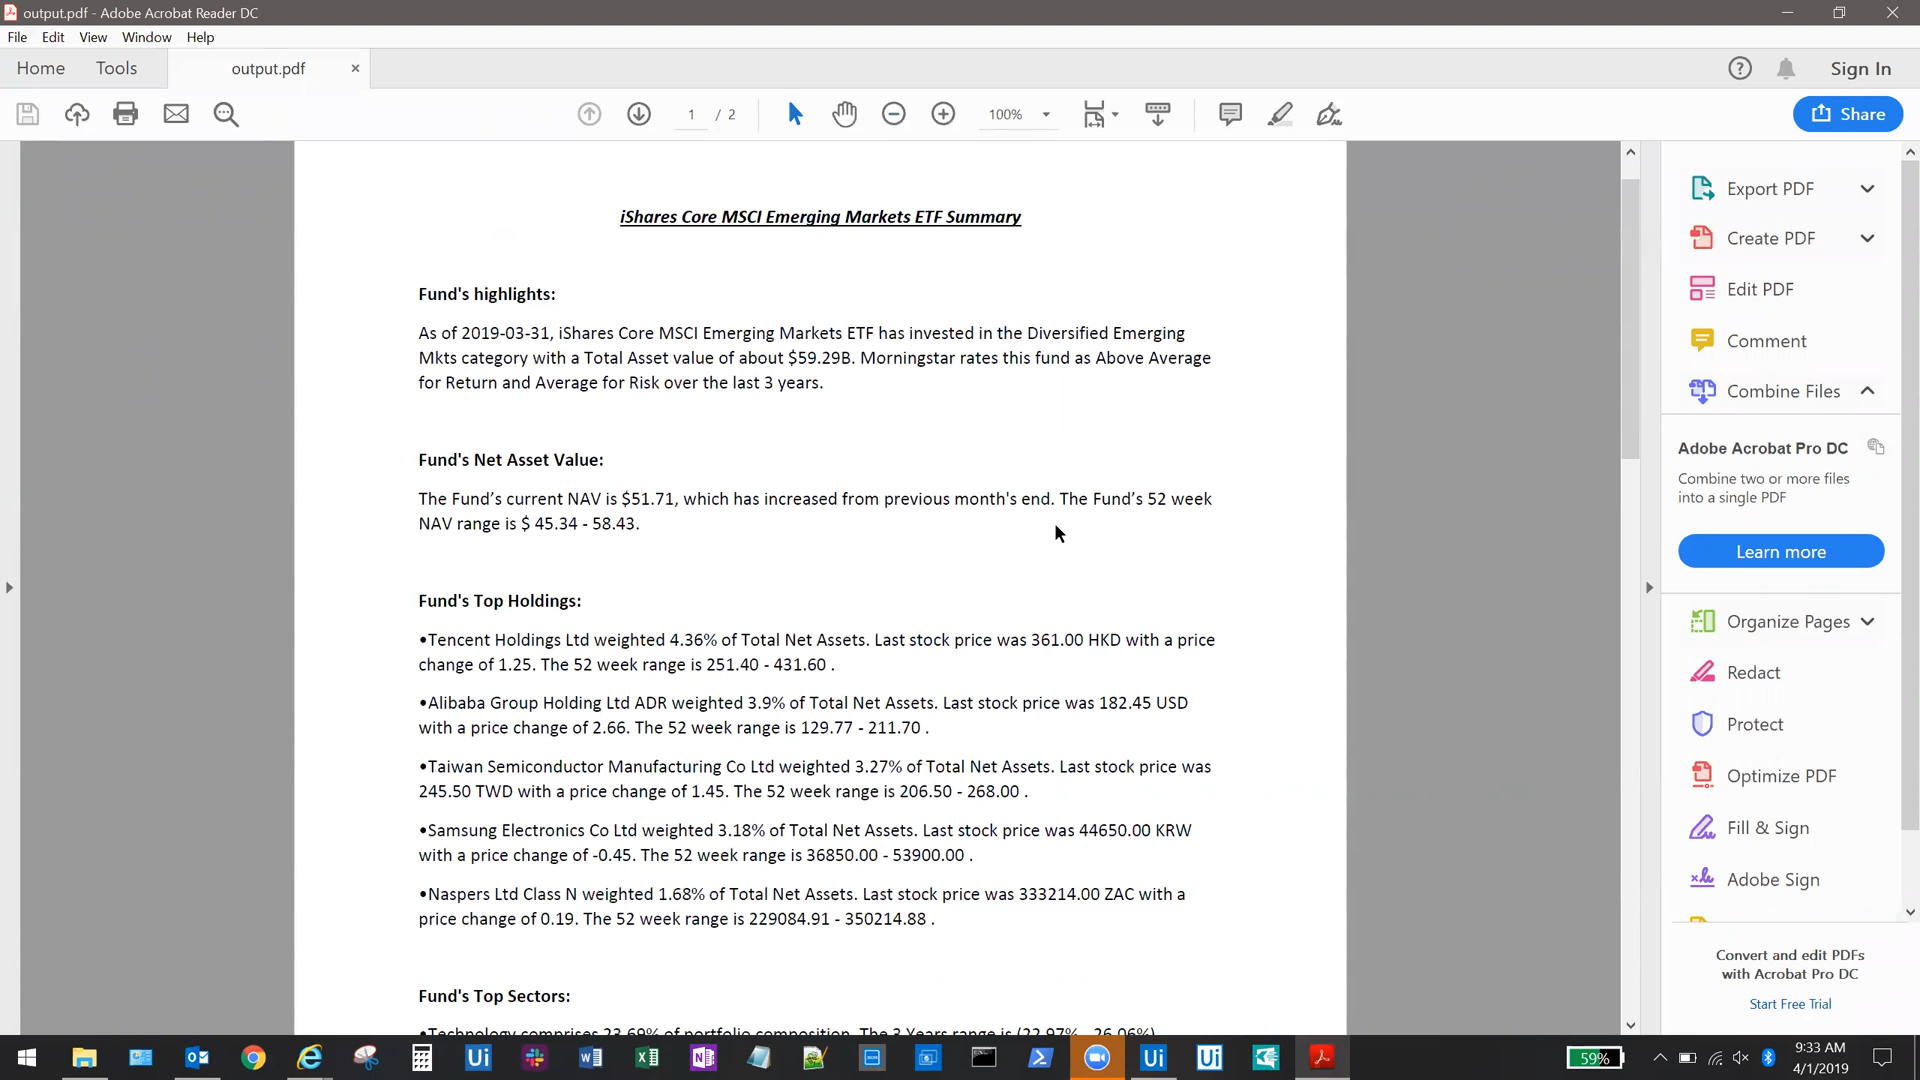 output.pdf - Adobe Acrobat Reader DC
File Edit View Window Help
Home Tools output.pdf × Sign In
1 / 2 100% Share
iShares Core MSCI Emerging Markets ETF Summary
Fund's highlights:
As of 2019-03-31, iShares Core MSCI Emerging Markets ETF has invested in the Diversified Emerging
Mkts category with a Total Asset value of about $59.29B. Morningstar rates this fund as Above Average
for Return and Average for Risk over the last 3 years.
Fund's Net Asset Value:
The Fund’s current NAV is $51.71, which has increased from previous month's end. The Fund’s 52 week
NAV range is $ 45.34 - 58.43.
Fund's Top Holdings:
•Tencent Holdings Ltd weighted 4.36% of Total Net Assets. Last stock price was 361.00 HKD with a price
change of 1.25. The 52 week range is 251.40 - 431.60 .
•Alibaba Group Holding Ltd ADR weighted 3.9% of Total Net Assets. Last stock price was 182.45 USD
with a price change of 2.66. The 52 week range is 129.77 - 211.70 .
•Taiwan Semiconductor Manufacturing Co Ltd weighted 3.27% of Total Net Assets. Last stock price was
245.50 TWD with a price change of 1.45. The 52 week range is 206.50 - 268.00 .
•Samsung Electronics Co Ltd weighted 3.18% of Total Net Assets. Last stock price was 44650.00 KRW
with a price change of -0.45. The 52 week range is 36850.00 - 53900.00 .
•Naspers Ltd Class N weighted 1.68% of Total Net Assets. Last stock price was 333214.00 ZAC with a
price change of 0.19. The 52 week range is 229084.91 - 350214.88 .
Fund's Top Sectors:
•Technology comprises 23.69% of portfolio composition. The 3 Years range is (22.97% - 26.06%)
Export PDF
Create PDF
Edit PDF
Comment
Combine Files
Adobe Acrobat Pro DC
Combine two or more files
into a single PDF
Learn more
Organize Pages
Redact
Protect
Optimize PDF
Fill & Sign
Adobe Sign
Convert and edit PDFs
with Acrobat Pro DC
Start Free Trial
59%
9:33 AM
4/1/2019